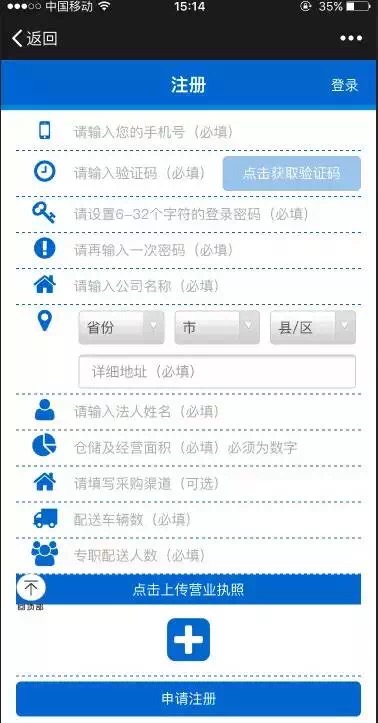 中国移动 15:14 35%
返回
注册 登录
请输入您的手机号（必填）
请输入验证码（必填） 点击获取验证码
请设置6-32个字符的登录密码（必填）
请再输入一次密码（必填）
请输入公司名称（必填）
省份 市 县/区
详细地址（必填）
请输入法人姓名（必填）
仓储及经营面积（必填）必须为数字
请填写采购渠道（可选）
配送车辆数（必填）
专职配送人数（必填）
点击上传营业执照
回顶部
申请注册